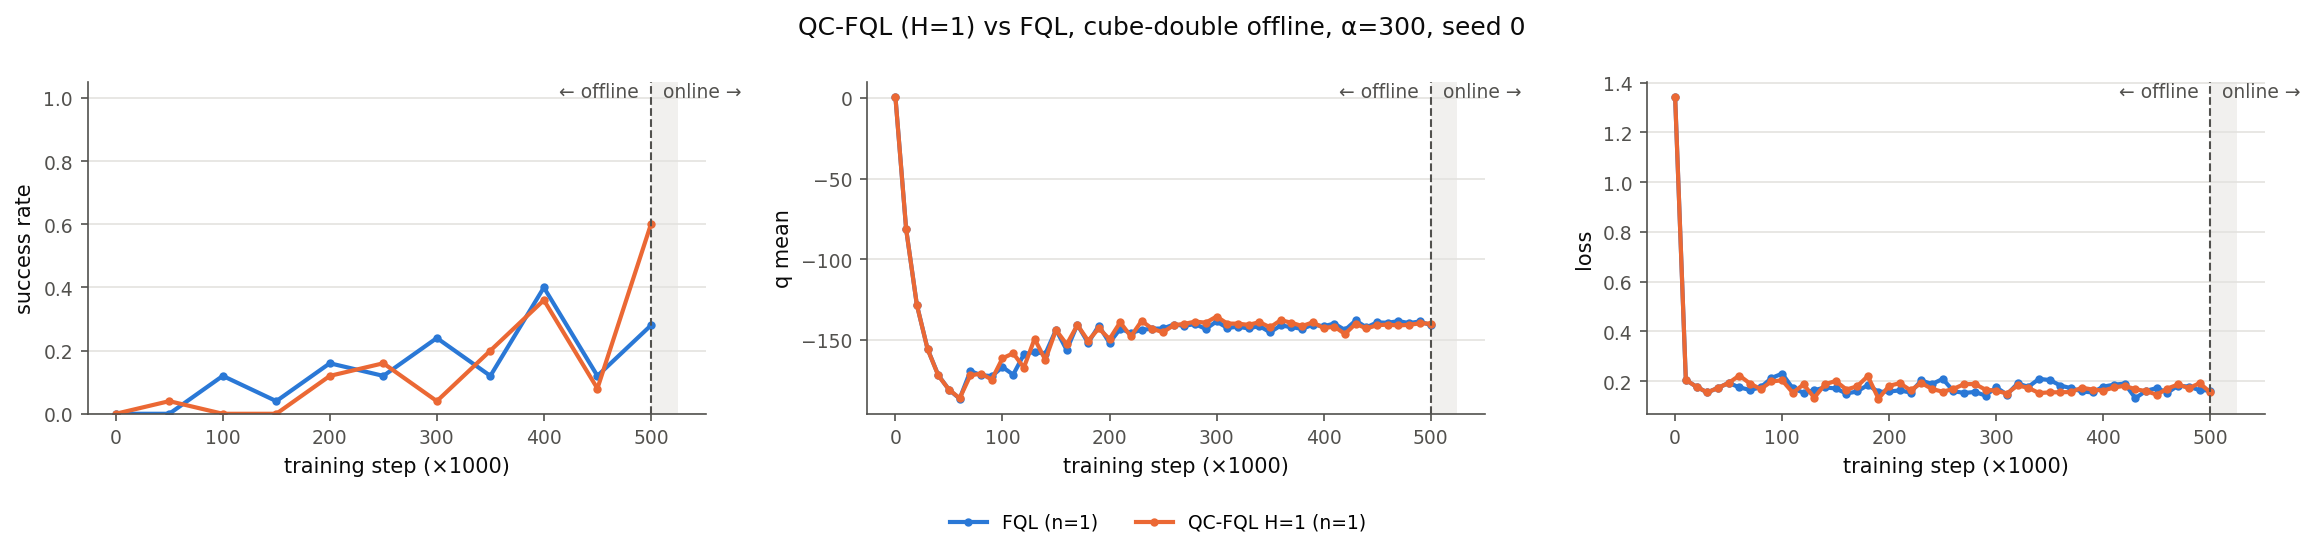 QC-FQL (H=1) vs FQL, cube-double offline, α=300, seed 0
success rate
1.0
0.8
0.6
0.4
0.2
0.0
← offline
online →
0
100
200
300
400
500
training step (×1000)
q mean
0
−50
−100
−150
← offline
online →
0
100
200
300
400
500
training step (×1000)
loss
1.4
1.2
1.0
0.8
0.6
0.4
0.2
← offline
online →
0
100
200
300
400
500
training step (×1000)
FQL (n=1)
QC-FQL H=1 (n=1)